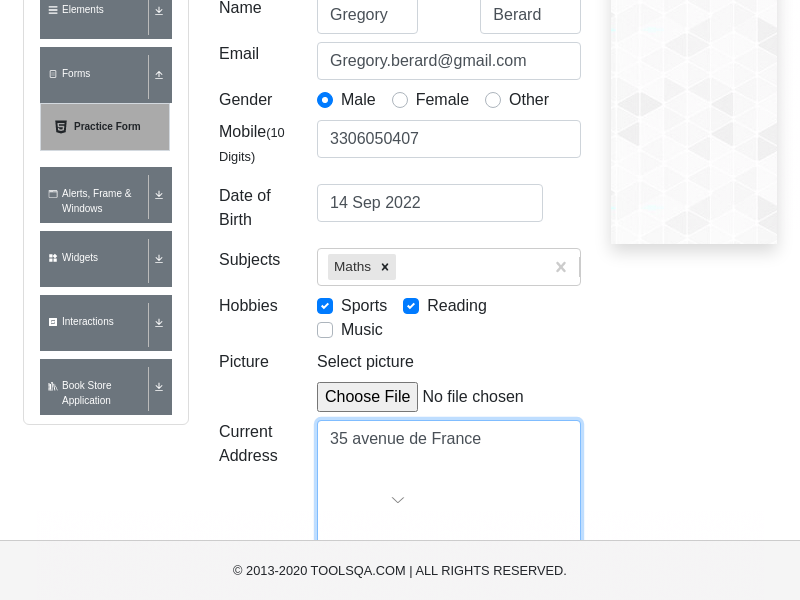 Elements
Forms
Practice Form
Alerts, Frame &
Windows
Widgets
Interactions
Book Store
Application
Name
Gregory
Berard
Email
Gregory.berard@gmail.com
Gender
Male
Female
Other
Mobile(10
Digits)
3306050407
Date of
Birth
14 Sep 2022
Subjects
Maths
Hobbies
Sports
Reading
Music
Picture
Select picture
Choose File No file chosen
Current
Address
35 avenue de France
© 2013-2020 TOOLSQA.COM | ALL RIGHTS RESERVED.